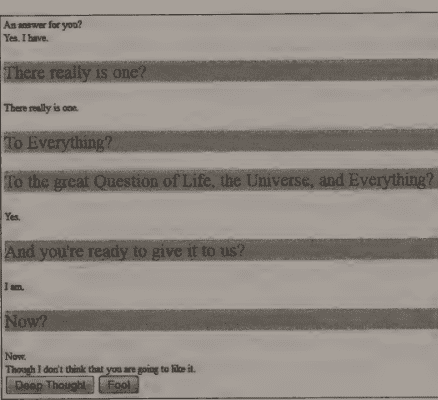 An answer for you?
Yes. I have.
There really is one?
There really is one.
To Everything?
To the great Question of Life, the Universe, and Everything?
Yes.
And you're ready to give it to us?
I am.
Now?
Now.
Though I don't think that you are going to like it.
Deep Thought Fool